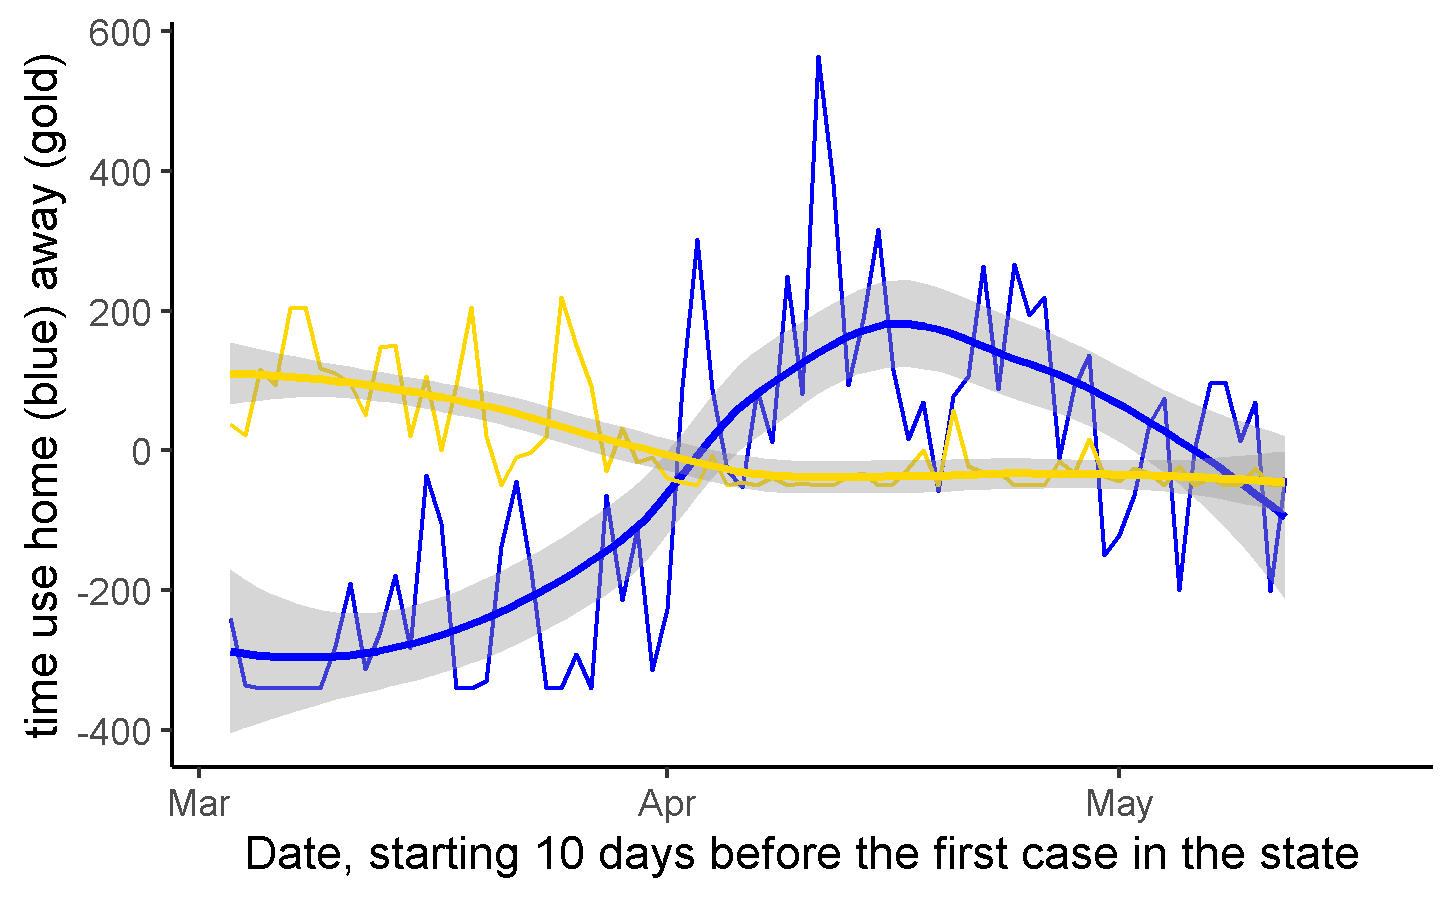 time use home (blue) away (gold)
600
400
200
0
-200
-400
Mar
Apr
May
Date, starting 10 days before the first case in the state